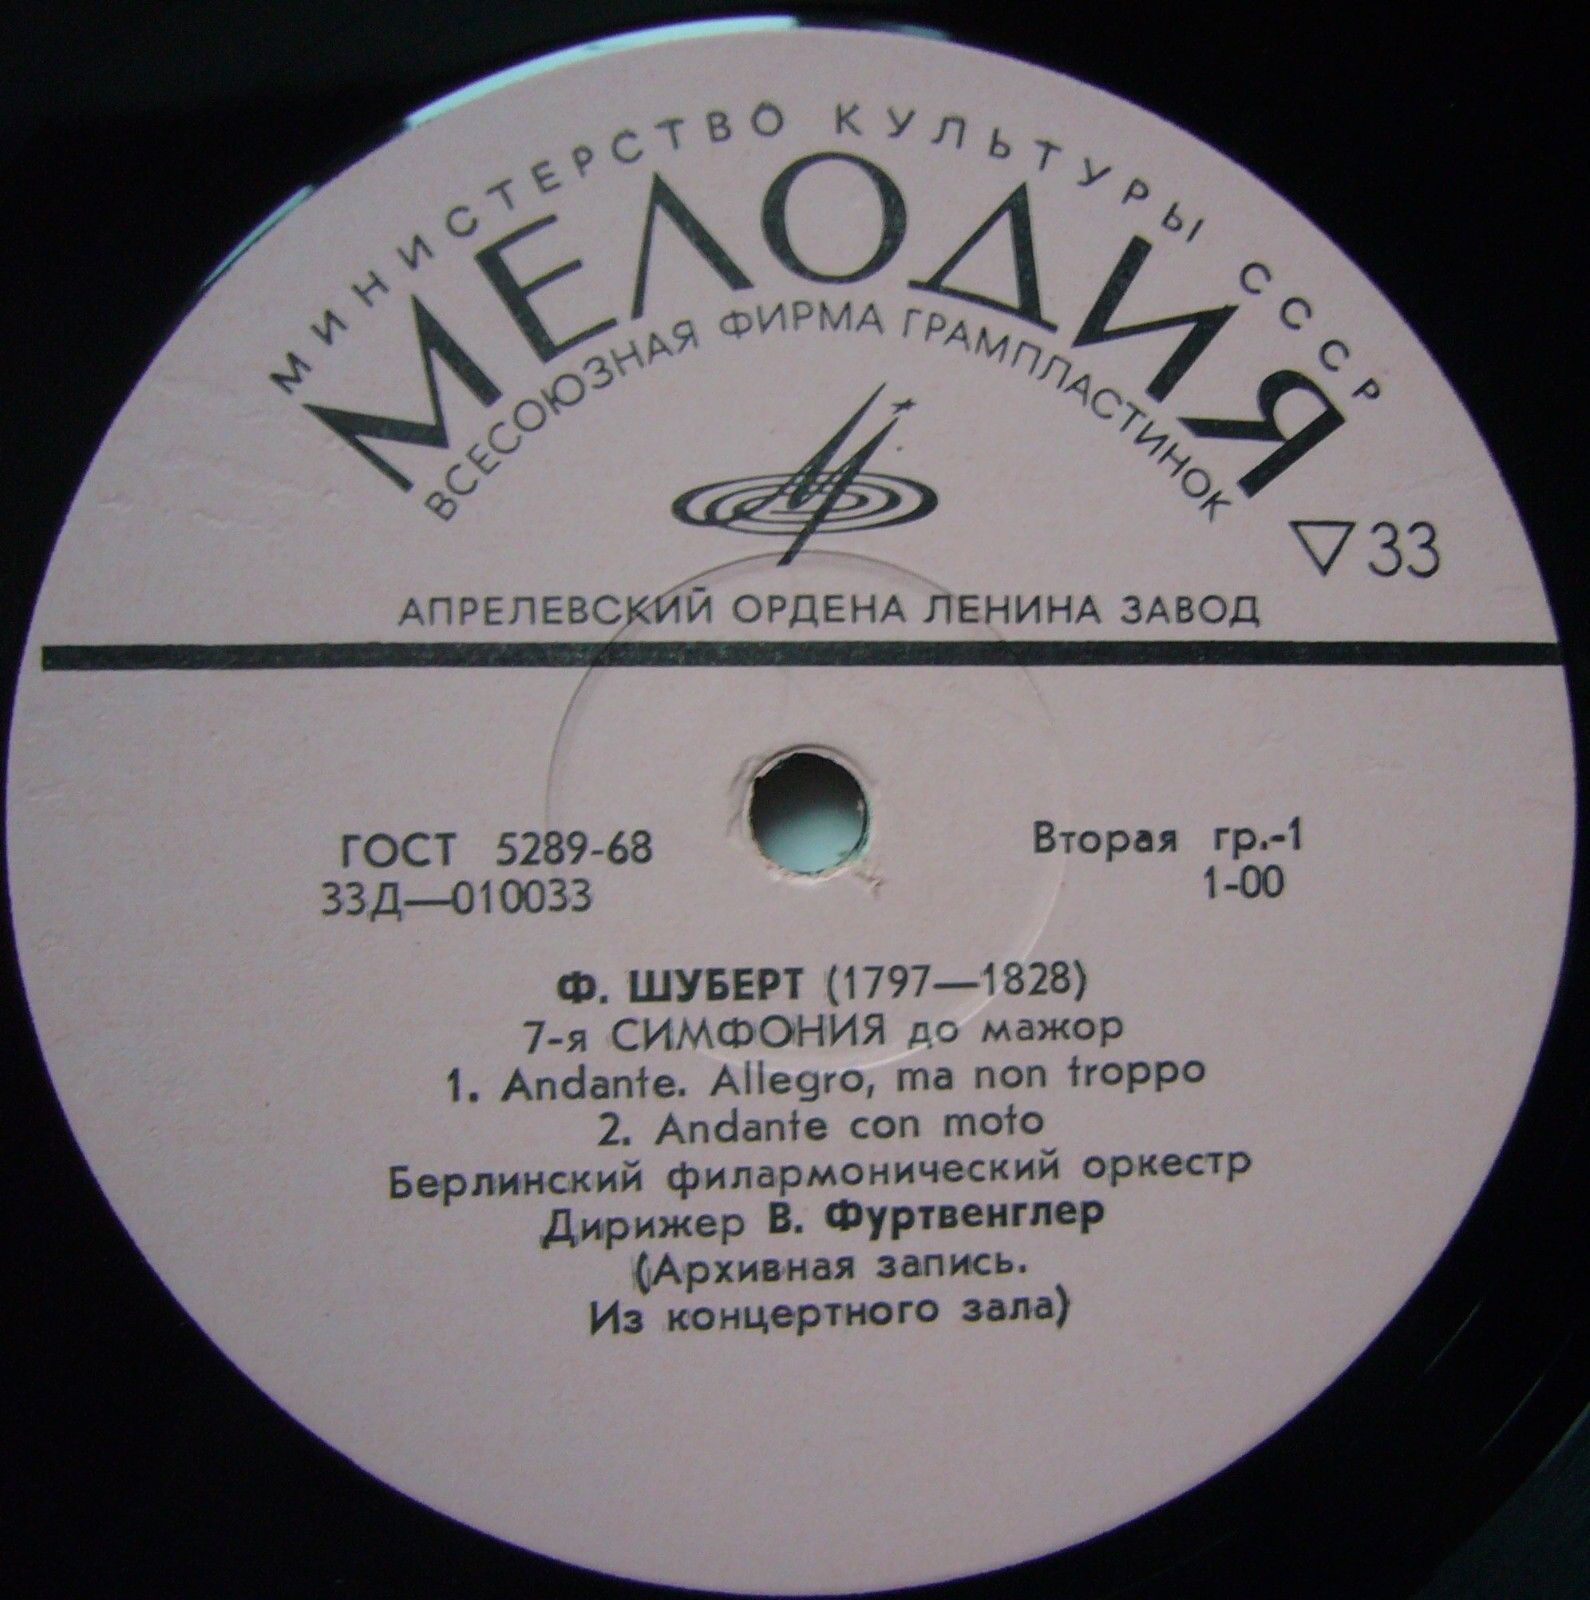 МИНИСТЕРСТВО КУЛЬТУРЫ СССР
МЕЛОДИЯ
ВСЕСОЮЗНАЯ ФИРМА ГРАМПЛАСТИНОК
▽33
АПРЕЛЕВСКИЙ ОРДЕНА ЛЕНИНА ЗАВОД
ГОСТ 5289-68
33Д—010033
Вторая гр.-1
1-00
Ф. ШУБЕРТ (1797—1828)
7-я СИМФОНИЯ до мажор
1. Andante. Allegro, ma non troppo
2. Andante con moto
Берлинский филармонический оркестр
Дирижер В. Фуртвенглер
(Архивная запись.
Из концертного зала)